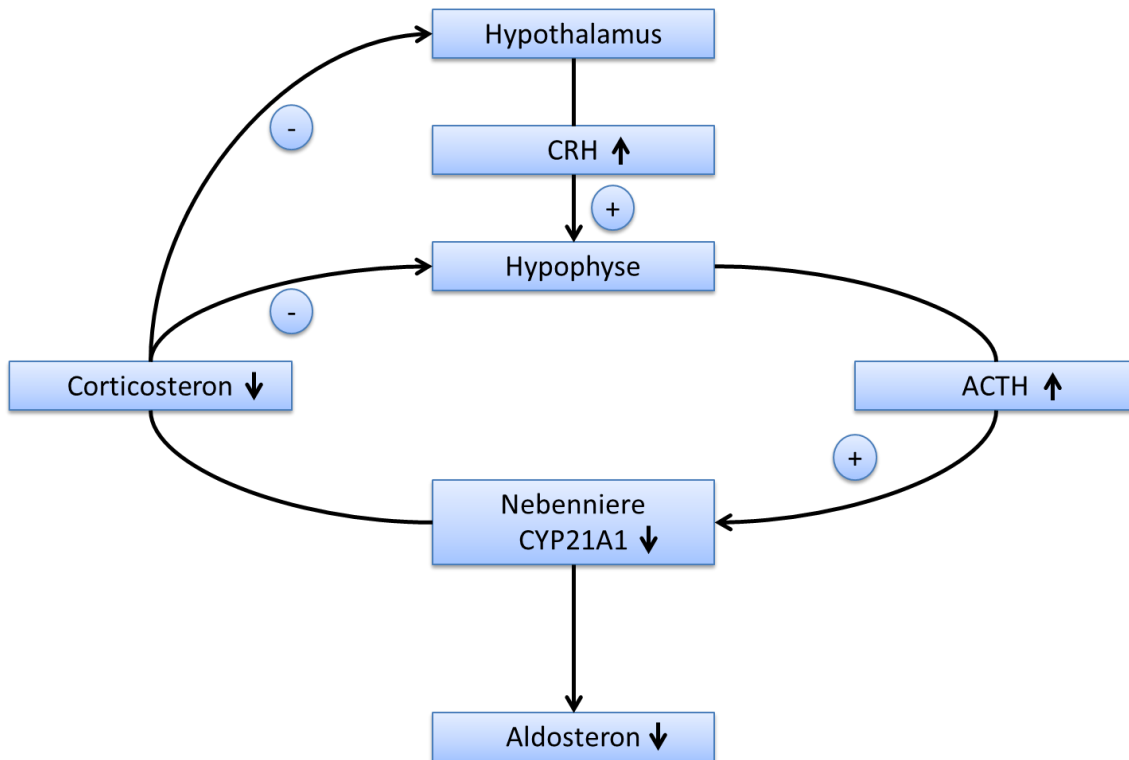 Hypothalamus
-
CRH ↑
+
Hypophyse
-
Corticosteron ↓
ACTH ↑
+
Nebenniere
CYP21A1 ↓
Aldosteron ↓